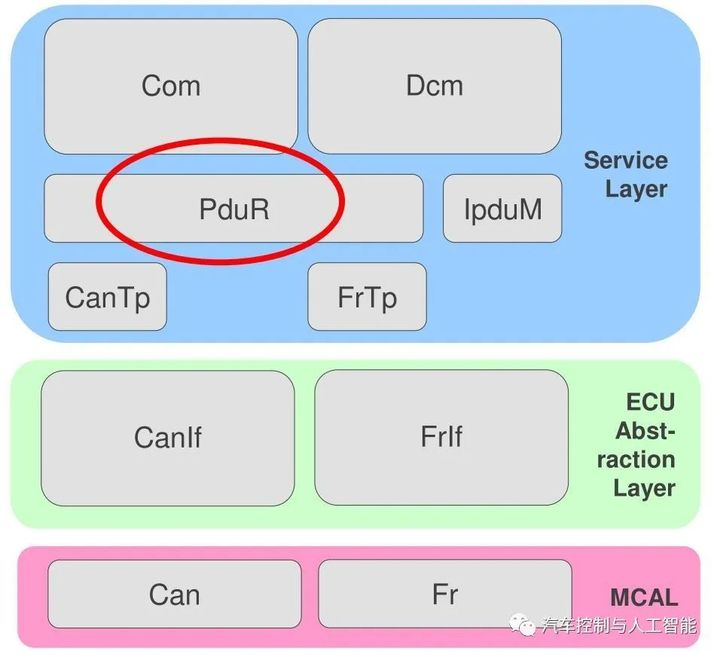 Com
Dcm
Service
Layer
PduR
IpduM
CanTp
FrTp
CanIf
FrIf
ECU
Abst-
raction
Layer
Can
Fr
MCAL
汽车控制与人工智能